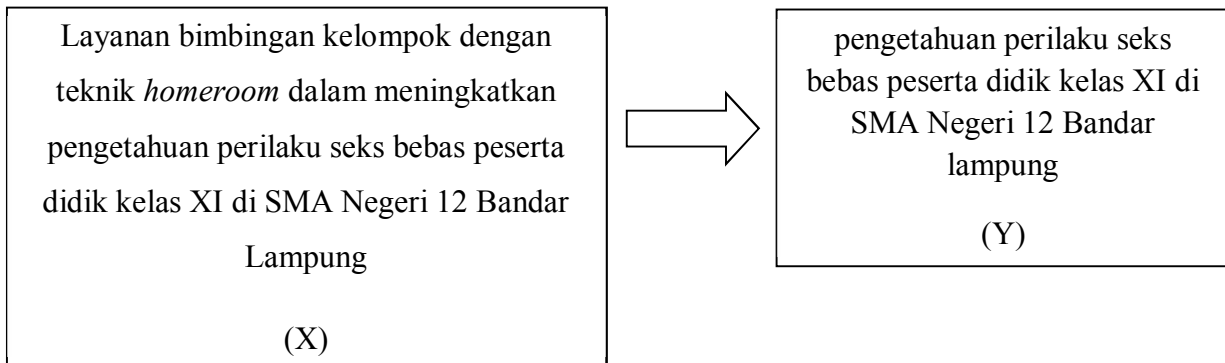 Layanan bimbingan kelompok dengan
teknik homeroom dalam meningkatkan
pengetahuan perilaku seks bebas peserta
didik kelas XI di SMA Negeri 12 Bandar
Lampung
(X)
pengetahuan perilaku seks
bebas peserta didik kelas XI di
SMA Negeri 12 Bandar
lampung
(Y)